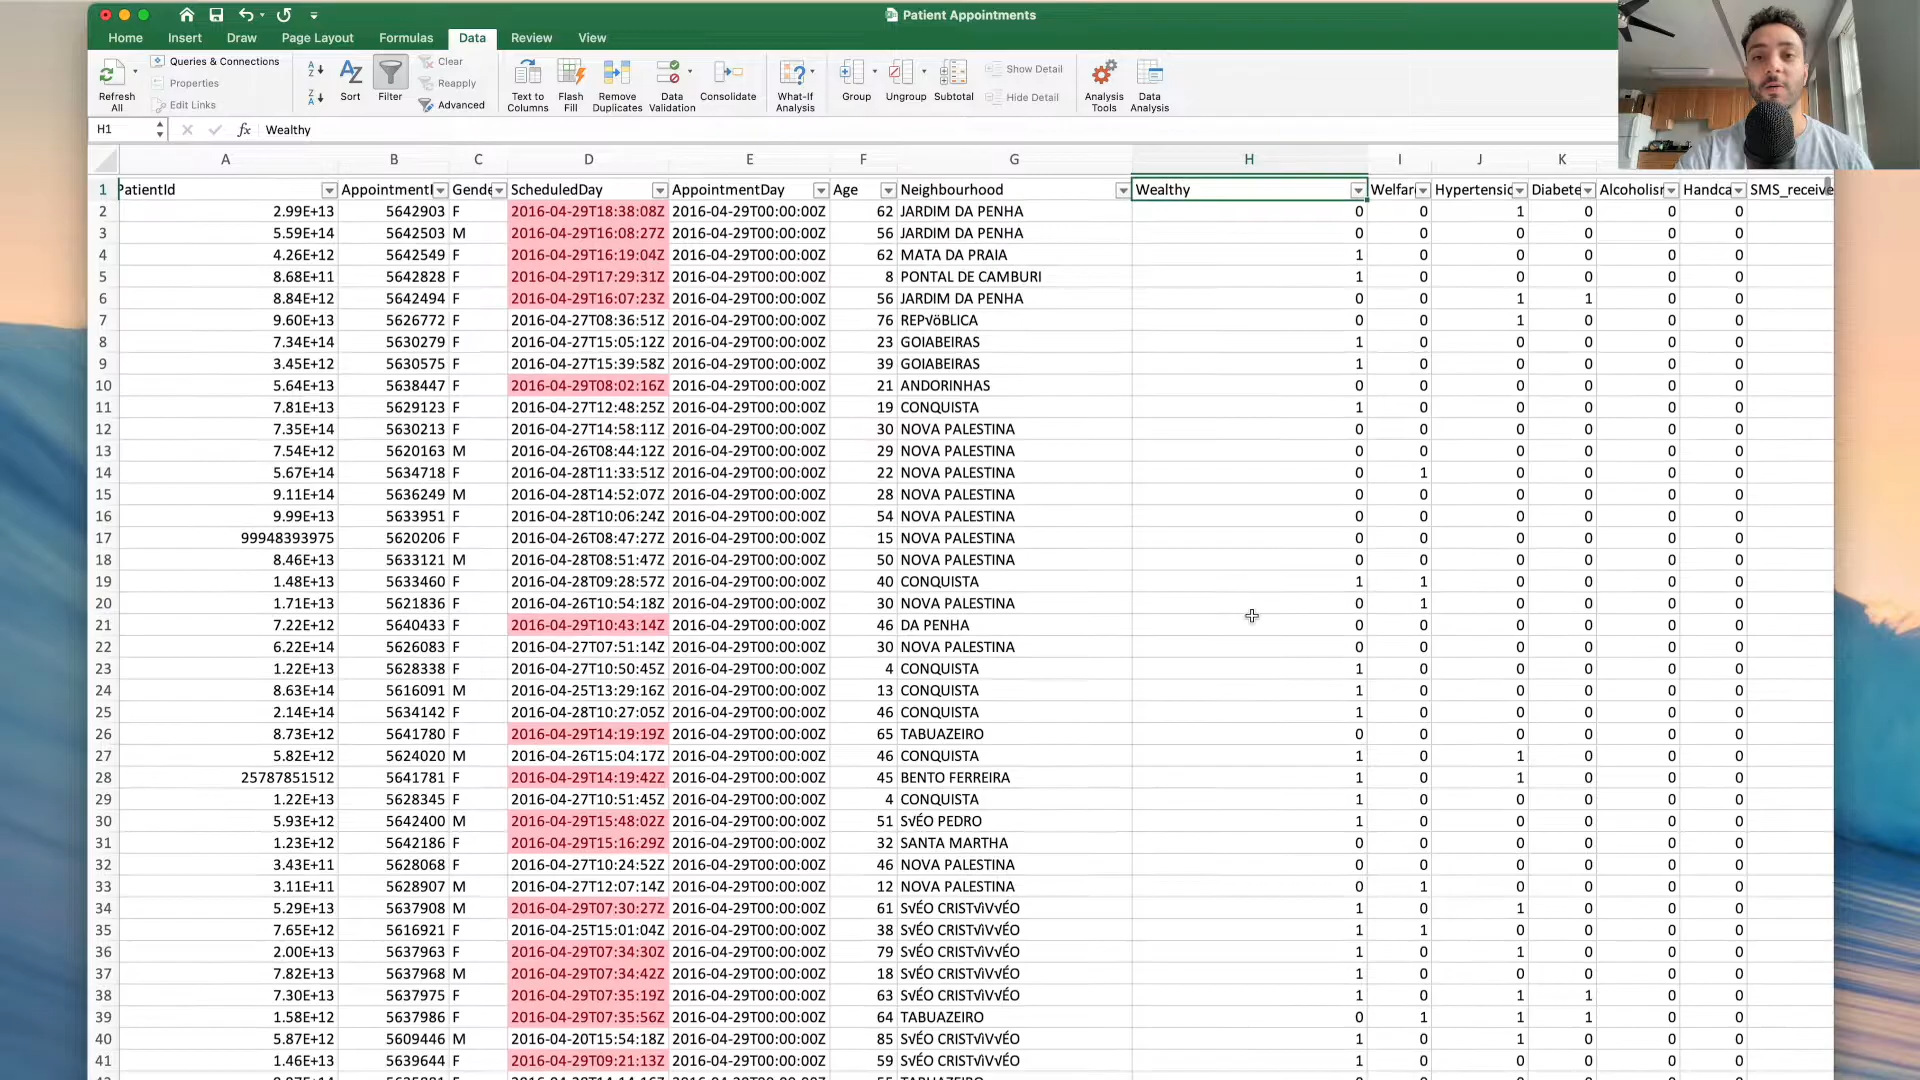 Patient Appointments
Home Insert Draw Page Layout Formulas Data Review View
Refresh All
Queries & Connections
Properties
Edit Links
Sort
Filter
Clear
Reapply
Advanced
Text to Columns
Flash Fill
Remove Duplicates
Data Validation
Consolidate
What-If Analysis
Group
Ungroup
Subtotal
Show Detail
Hide Detail
Analysis Tools
Data Analysis
H1 fx Wealthy
A B C D E F G H I J K
1 PatientId AppointmentI Gende ScheduledDay AppointmentDay Age Neighbourhood Wealthy Welfar Hypertensio Diabete Alcoholisr Handca SMS_receive
2 2.99E+13 5642903 F 2016-04-29T18:38:08Z 2016-04-29T00:00:00Z 62 JARDIM DA PENHA 0 0 1 0 0 0
3 5.59E+14 5642503 M 2016-04-29T16:08:27Z 2016-04-29T00:00:00Z 56 JARDIM DA PENHA 0 0 0 0 0 0
4 4.26E+12 5642549 F 2016-04-29T16:19:04Z 2016-04-29T00:00:00Z 62 MATA DA PRAIA 1 0 0 0 0 0
5 8.68E+11 5642828 F 2016-04-29T17:29:31Z 2016-04-29T00:00:00Z 8 PONTAL DE CAMBURI 1 0 0 0 0 0
6 8.84E+12 5642494 F 2016-04-29T16:07:23Z 2016-04-29T00:00:00Z 56 JARDIM DA PENHA 0 0 1 1 0 0
7 9.60E+13 5626772 F 2016-04-27T08:36:51Z 2016-04-29T00:00:00Z 76 REP√öBLICA 0 0 1 0 0 0
8 7.34E+14 5630279 F 2016-04-27T15:05:12Z 2016-04-29T00:00:00Z 23 GOIABEIRAS 1 0 0 0 0 0
9 3.45E+12 5630575 F 2016-04-27T15:39:58Z 2016-04-29T00:00:00Z 39 GOIABEIRAS 1 0 0 0 0 0
10 5.64E+13 5638447 F 2016-04-29T08:02:16Z 2016-04-29T00:00:00Z 21 ANDORINHAS 0 0 0 0 0 0
11 7.81E+13 5629123 F 2016-04-27T12:48:25Z 2016-04-29T00:00:00Z 19 CONQUISTA 1 0 0 0 0 0
12 7.35E+14 5630213 F 2016-04-27T14:58:11Z 2016-04-29T00:00:00Z 30 NOVA PALESTINA 0 0 0 0 0 0
13 7.54E+12 5620163 M 2016-04-26T08:44:12Z 2016-04-29T00:00:00Z 29 NOVA PALESTINA 0 0 0 0 0 0
14 5.67E+14 5634718 F 2016-04-28T11:33:51Z 2016-04-29T00:00:00Z 22 NOVA PALESTINA 0 1 0 0 0 0
15 9.11E+14 5636249 M 2016-04-28T14:52:07Z 2016-04-29T00:00:00Z 28 NOVA PALESTINA 0 0 0 0 0 0
16 9.99E+13 5633951 F 2016-04-28T10:06:24Z 2016-04-29T00:00:00Z 54 NOVA PALESTINA 0 0 0 0 0 0
17 99948393975 5620206 F 2016-04-26T08:47:27Z 2016-04-29T00:00:00Z 15 NOVA PALESTINA 0 0 0 0 0 0
18 8.46E+13 5633121 M 2016-04-28T08:51:47Z 2016-04-29T00:00:00Z 50 NOVA PALESTINA 0 0 0 0 0 0
19 1.48E+13 5633460 F 2016-04-28T09:28:57Z 2016-04-29T00:00:00Z 40 CONQUISTA 1 1 0 0 0 0
20 1.71E+13 5621836 F 2016-04-26T10:54:18Z 2016-04-29T00:00:00Z 30 NOVA PALESTINA 0 1 0 0 0 0
21 7.22E+12 5640433 F 2016-04-29T10:43:14Z 2016-04-29T00:00:00Z 46 DA PENHA 0 0 0 0 0 0
22 6.22E+14 5626083 F 2016-04-27T07:51:14Z 2016-04-29T00:00:00Z 30 NOVA PALESTINA 0 0 0 0 0 0
23 1.22E+13 5628338 F 2016-04-27T10:50:45Z 2016-04-29T00:00:00Z 4 CONQUISTA 1 0 0 0 0 0
24 8.63E+14 5616091 M 2016-04-25T13:29:16Z 2016-04-29T00:00:00Z 13 CONQUISTA 1 0 0 0 0 0
25 2.14E+14 5634142 F 2016-04-28T10:27:05Z 2016-04-29T00:00:00Z 46 CONQUISTA 1 0 0 0 0 0
26 8.73E+12 5641780 F 2016-04-29T14:19:19Z 2016-04-29T00:00:00Z 65 TABUAZEIRO 0 0 0 0 0 0
27 5.82E+12 5624020 M 2016-04-26T15:04:17Z 2016-04-29T00:00:00Z 46 CONQUISTA 1 0 1 0 0 0
28 25787851512 5641781 F 2016-04-29T14:19:42Z 2016-04-29T00:00:00Z 45 BENTO FERREIRA 1 0 1 0 0 0
29 1.22E+13 5628345 F 2016-04-27T10:51:45Z 2016-04-29T00:00:00Z 4 CONQUISTA 1 0 0 0 0 0
30 5.93E+12 5642400 M 2016-04-29T15:48:02Z 2016-04-29T00:00:00Z 51 S√ÉO PEDRO 1 0 0 0 0 0
31 1.23E+12 5642186 F 2016-04-29T15:16:29Z 2016-04-29T00:00:00Z 32 SANTA MARTHA 0 0 0 0 0 0
32 3.43E+11 5628068 F 2016-04-27T10:24:52Z 2016-04-29T00:00:00Z 46 NOVA PALESTINA 0 0 0 0 0 0
33 3.11E+11 5628907 M 2016-04-27T12:07:14Z 2016-04-29T00:00:00Z 12 NOVA PALESTINA 0 1 0 0 0 0
34 5.29E+13 5637908 M 2016-04-29T07:30:27Z 2016-04-29T00:00:00Z 61 S√ÉO CRIST√ìV√ÉO 1 0 1 0 0 0
35 7.65E+12 5616921 F 2016-04-25T15:01:04Z 2016-04-29T00:00:00Z 38 S√ÉO CRIST√ìV√ÉO 1 1 0 0 0 0
36 2.00E+13 5637963 F 2016-04-29T07:34:30Z 2016-04-29T00:00:00Z 79 S√ÉO CRIST√ìV√ÉO 1 0 1 0 0 0
37 7.82E+13 5637968 M 2016-04-29T07:34:42Z 2016-04-29T00:00:00Z 18 S√ÉO CRIST√ìV√ÉO 1 0 0 0 0 0
38 7.30E+13 5637975 F 2016-04-29T07:35:19Z 2016-04-29T00:00:00Z 63 S√ÉO CRIST√ìV√ÉO 1 0 1 1 0 0
39 1.58E+12 5637986 F 2016-04-29T07:35:56Z 2016-04-29T00:00:00Z 64 TABUAZEIRO 0 1 1 1 0 0
40 5.87E+12 5609446 M 2016-04-20T15:54:18Z 2016-04-29T00:00:00Z 85 S√ÉO CRIST√ìV√ÉO 1 0 1 0 0 0
41 1.46E+13 5639644 F 2016-04-29T09:21:13Z 2016-04-29T00:00:00Z 59 S√ÉO CRIST√ìV√ÉO 1 0 0 0 0 0